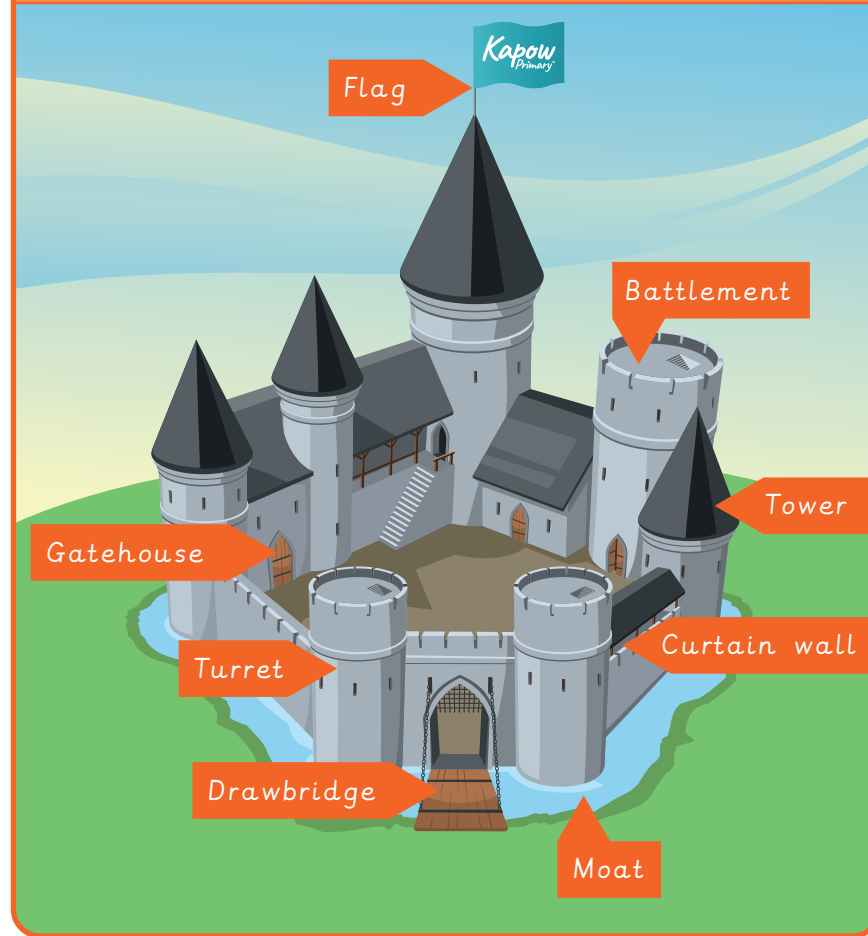 Kapow
Primary
Flag
Battlement
Tower
Gatehouse
Curtain wall
Turret
Drawbridge
Moat